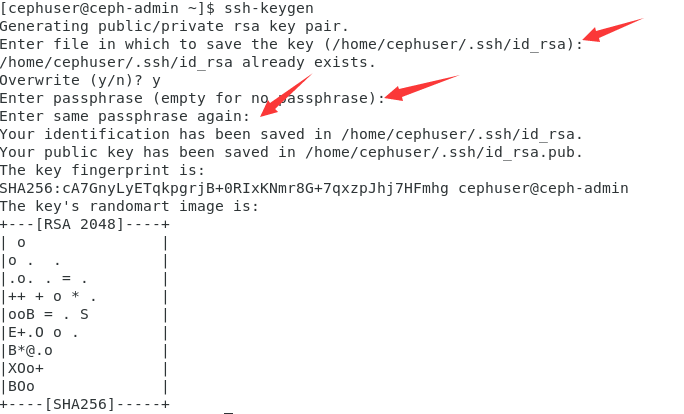 [cephuser@ceph-admin ~]$ ssh-keygen
Generating public/private rsa key pair.
Enter file in which to save the key (/home/cephuser/.ssh/id_rsa):
/home/cephuser/.ssh/id_rsa already exists.
Overwrite (y/n)? y
Enter passphrase (empty for no passphrase):
Enter same passphrase again:
Your identification has been saved in /home/cephuser/.ssh/id_rsa.
Your public key has been saved in /home/cephuser/.ssh/id_rsa.pub.
The key fingerprint is:
SHA256:cA7GnyLyETqkpgrjB+0RIxKNmr8G+7qxzpJhj7HFmhg cephuser@ceph-admin
The key's randomart image is:
+---[RSA 2048]----+
| o               |
|o .  .           |
|.o. . = .        |
|++ + o * .       |
|ooB = . S        |
|E+.O o .         |
|B*@.o            |
|XOo+             |
|BOo              |
+----[SHA256]-----+